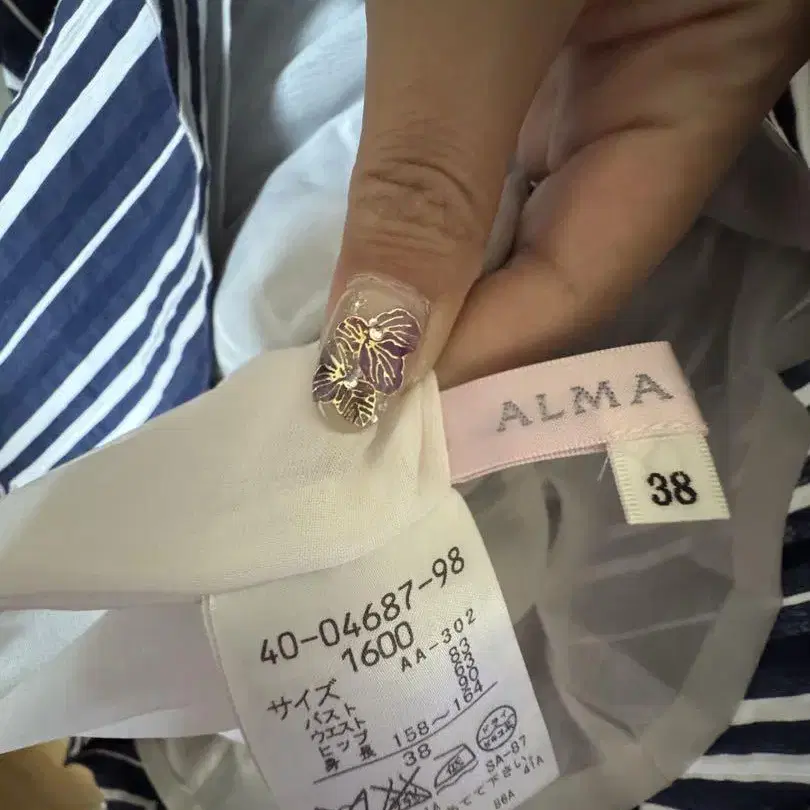 ALMA
38
40-04687-98
1600
AA-302
サイズ
バスト 83
ウエスト 63
ヒップ 90
身長 158〜164
38
SA-87